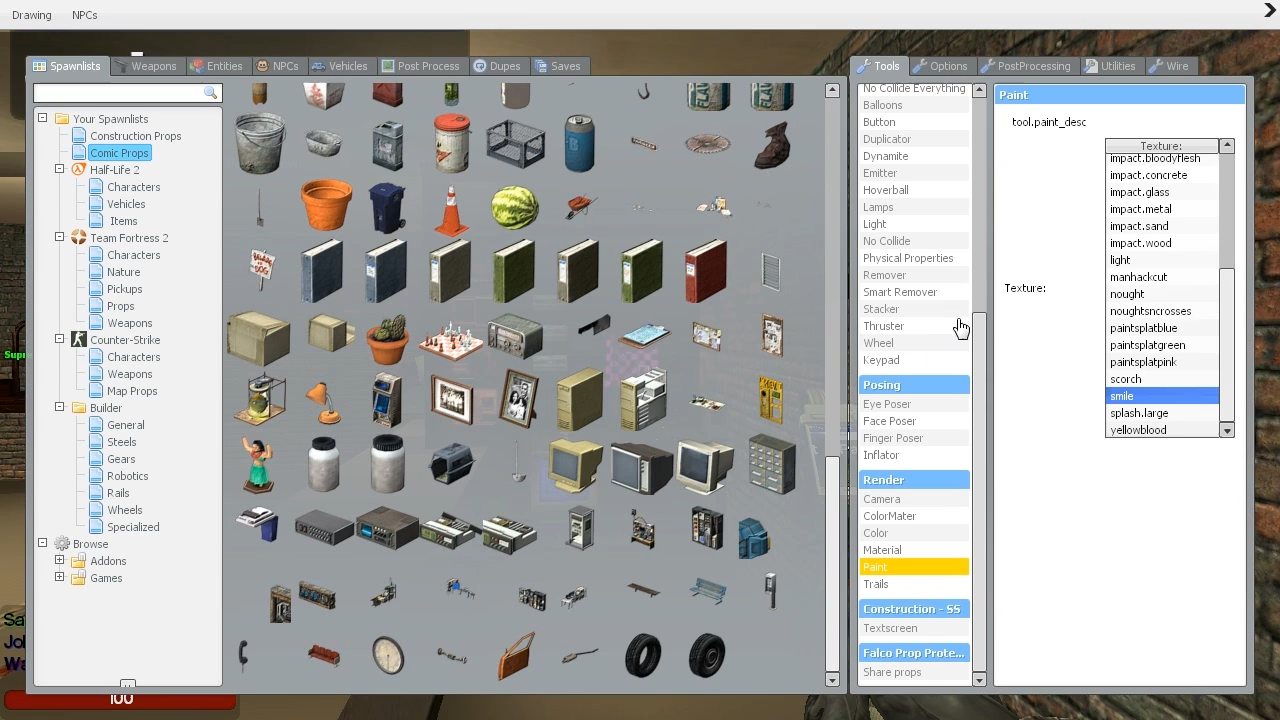 Drawing NPCs
Spawnlists Weapons Entities NPCs Vehicles Post Process Dupes Saves
Tools Options PostProcessing Utilities Wire
Your Spawnlists
Construction Props
Comic Props
Half-Life 2
Characters
Vehicles
Items
Team Fortress 2
Characters
Nature
Pickups
Props
Weapons
Counter-Strike
Characters
Weapons
Map Props
Builder
General
Steels
Gears
Robotics
Rails
Wheels
Specialized
Browse
Addons
Games
No Collide Everything
Balloons
Button
Duplicator
Dynamite
Emitter
Hoverball
Lamps
Light
No Collide
Physical Properties
Remover
Smart Remover
Stacker
Thruster
Wheel
Keypad
Posing
Eye Poser
Face Poser
Finger Poser
Inflator
Render
Camera
ColorMater
Color
Material
Paint
Trails
Construction - SS
Textscreen
Falco Prop Prote...
Share props
Paint
tool.paint_desc
Texture:
Texture:
impact.bloodyflesh
impact.concrete
impact.glass
impact.metal
impact.sand
impact.wood
light
manhackcut
nought
noughtsncrosses
paintsplatblue
paintsplatgreen
paintsplatpink
scorch
smile
splash.large
yellowblood
100